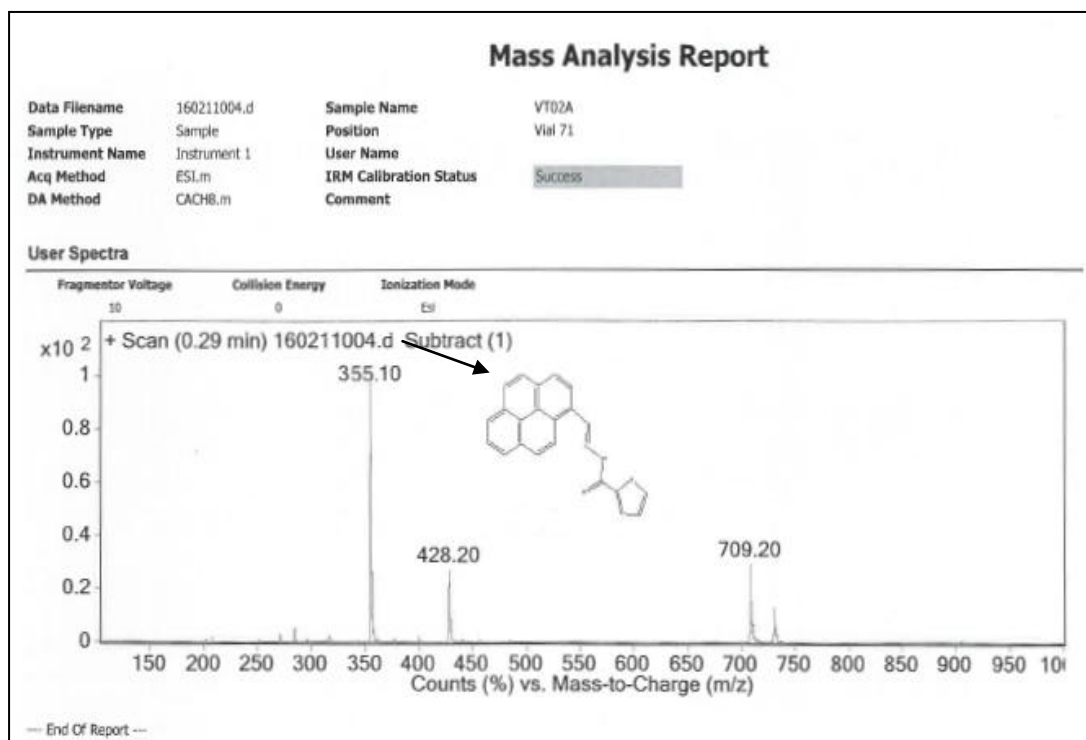 Mass Analysis Report
Data Filename 160211004.d Sample Name VT02A
Sample Type Sample Position Vial 71
Instrument Name Instrument 1 User Name
Acq Method ESI.m IRM Calibration Status Success
DA Method CACHB.m Comment
User Spectra
Fragmentor Voltage Collision Energy Ionization Mode
10 0 Esi
x10 2 + Scan (0.29 min) 160211004.d Subtract (1)
1 355.10
0.8
0.6
0.4
428.20 709.20
0.2
0
150 200 250 300 350 400 450 500 550 600 650 700 750 800 850 900 950 100
Counts (%) vs. Mass-to-Charge (m/z)
--- End Of Report ---